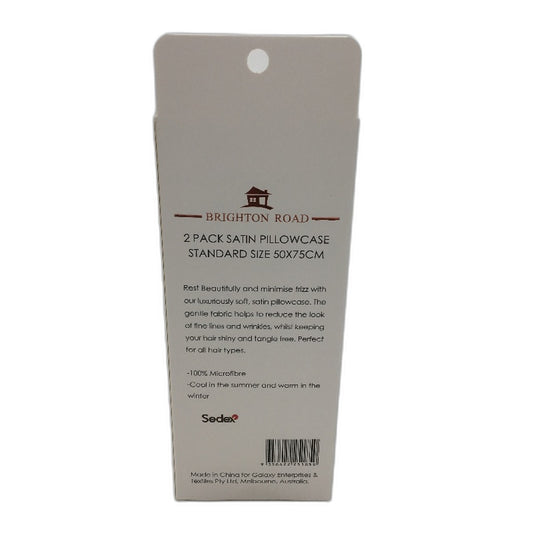 BRIGHTON ROAD
2 PACK SATIN PILLOWCASE
STANDARD SIZE 50X75CM
Rest Beautifully and minimise frizz with
our luxuriously soft, satin pillowcase. The
gentle fabric helps to reduce the look
of fine lines and wrinkles, whilst keeping
your hair shiny and tangle free. Perfect
for all hair types.
-100% Microfibre
-Cool in the summer and warm in the
winter
Sedex
Made in China for Galaxy Enterprises &
Textiles Pty Ltd, Melbourne, Australia.